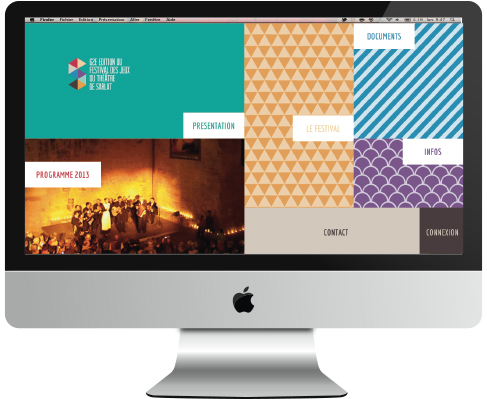 Finder Fichier Edition Présentation Aller Fenêtre Aide
62E EDITION DU
FESTIVAL DES JEUX
DU THÉÂTRE
DE SARLAT
DOCUMENTS
PRESENTATION
LE FESTIVAL
INFOS
PROGRAMME 2013
CONTACT
CONNEXION